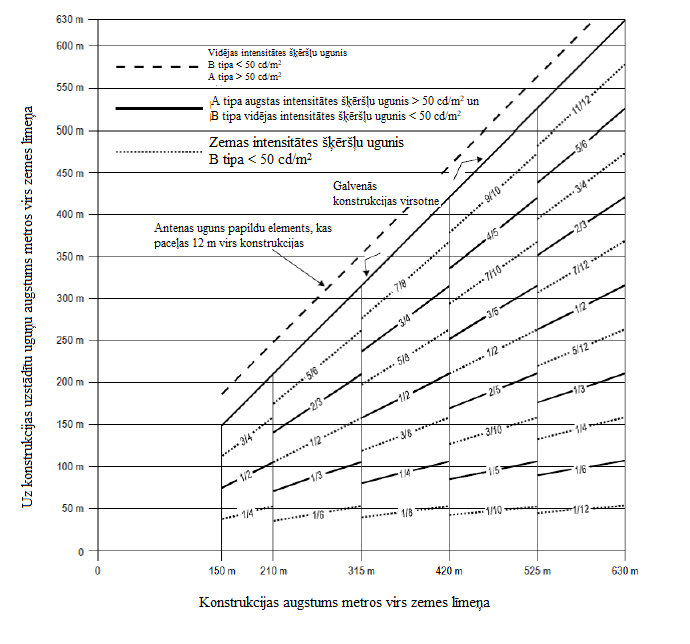 630 m
600 m
550 m
500 m
450 m
400 m
350 m
300 m
250 m
200 m
150 m
100 m
50 m
0
Uz konstrukcijas uzstādītu uguņu augstums metros virs zemes līmeņa
Vidējas intensitātes šķēršļu ugunis
B tipa < 50 cd/m²
A tipa > 50 cd/m²
A tipa augstas intensitātes šķēršļu ugunis > 50 cd/m² un
B tipa vidējas intensitātes šķēršļu ugunis < 50 cd/m²
Zemas intensitātes šķēršļu ugunis
B tipa < 50 cd/m²
Galvenās
konstrukcijas virsotne
Antenas uguns papildu elements, kas
paceļas 12 m virs konstrukcijas
3/4
1/2
1/4
5/6
2/3
1/2
1/3
1/6
7/8
3/4
5/8
1/2
3/8
1/4
1/8
9/10
4/5
7/10
3/5
1/2
2/5
3/10
1/5
1/10
11/12
5/6
3/4
2/3
7/12
1/2
5/12
1/3
1/4
1/6
1/12
0
150 m
210 m
315 m
420 m
525 m
630 m
Konstrukcijas augstums metros virs zemes līmeņa